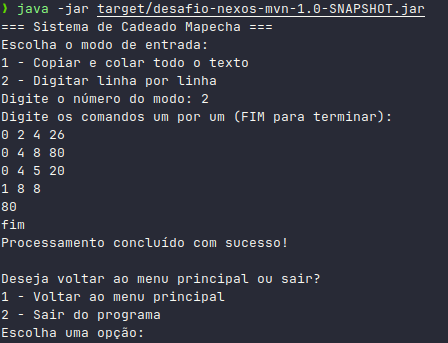 ❯ java -jar target/desafio-nexos-mvn-1.0-SNAPSHOT.jar
=== Sistema de Cadeado Mapecha ===
Escolha o modo de entrada:
1 - Copiar e colar todo o texto
2 - Digitar linha por linha
Digite o número do modo: 2
Digite os comandos um por um (FIM para terminar):
0 2 4 26
0 4 8 80
0 4 5 20
1 8 8
80
fim
Processamento concluído com sucesso!
Deseja voltar ao menu principal ou sair?
1 - Voltar ao menu principal
2 - Sair do programa
Escolha uma opção: